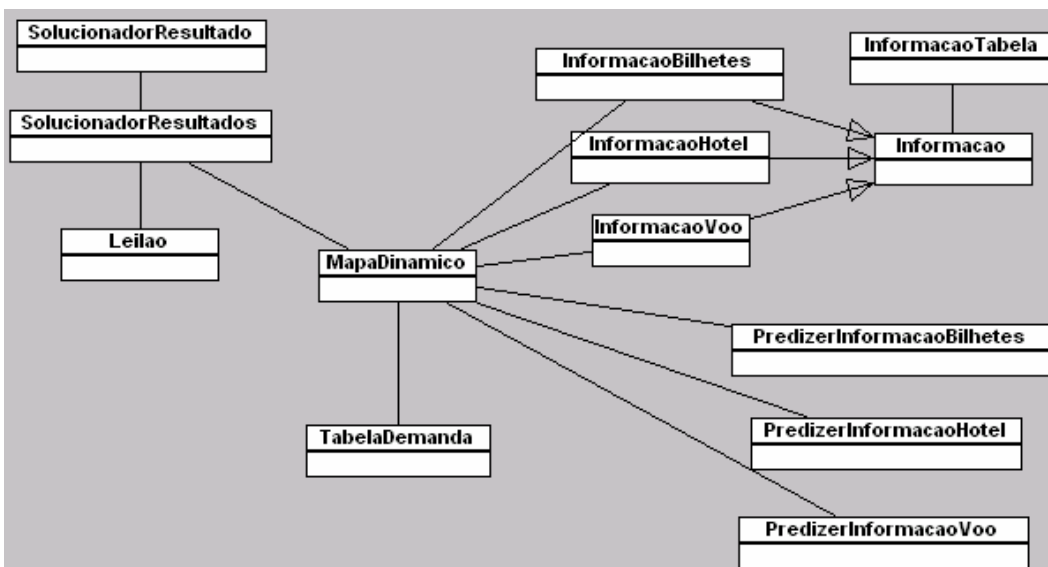 SolucionadorResultado
SolucionadorResultados
Leilao
InformacaoBilhetes
InformacaoTabela
InformacaoHotel
Informacao
InformacaoVoo
MapaDinamico
PredizerInformacaoBilhetes
TabelaDemanda
PredizerInformacaoHotel
PredizerInformacaoVoo